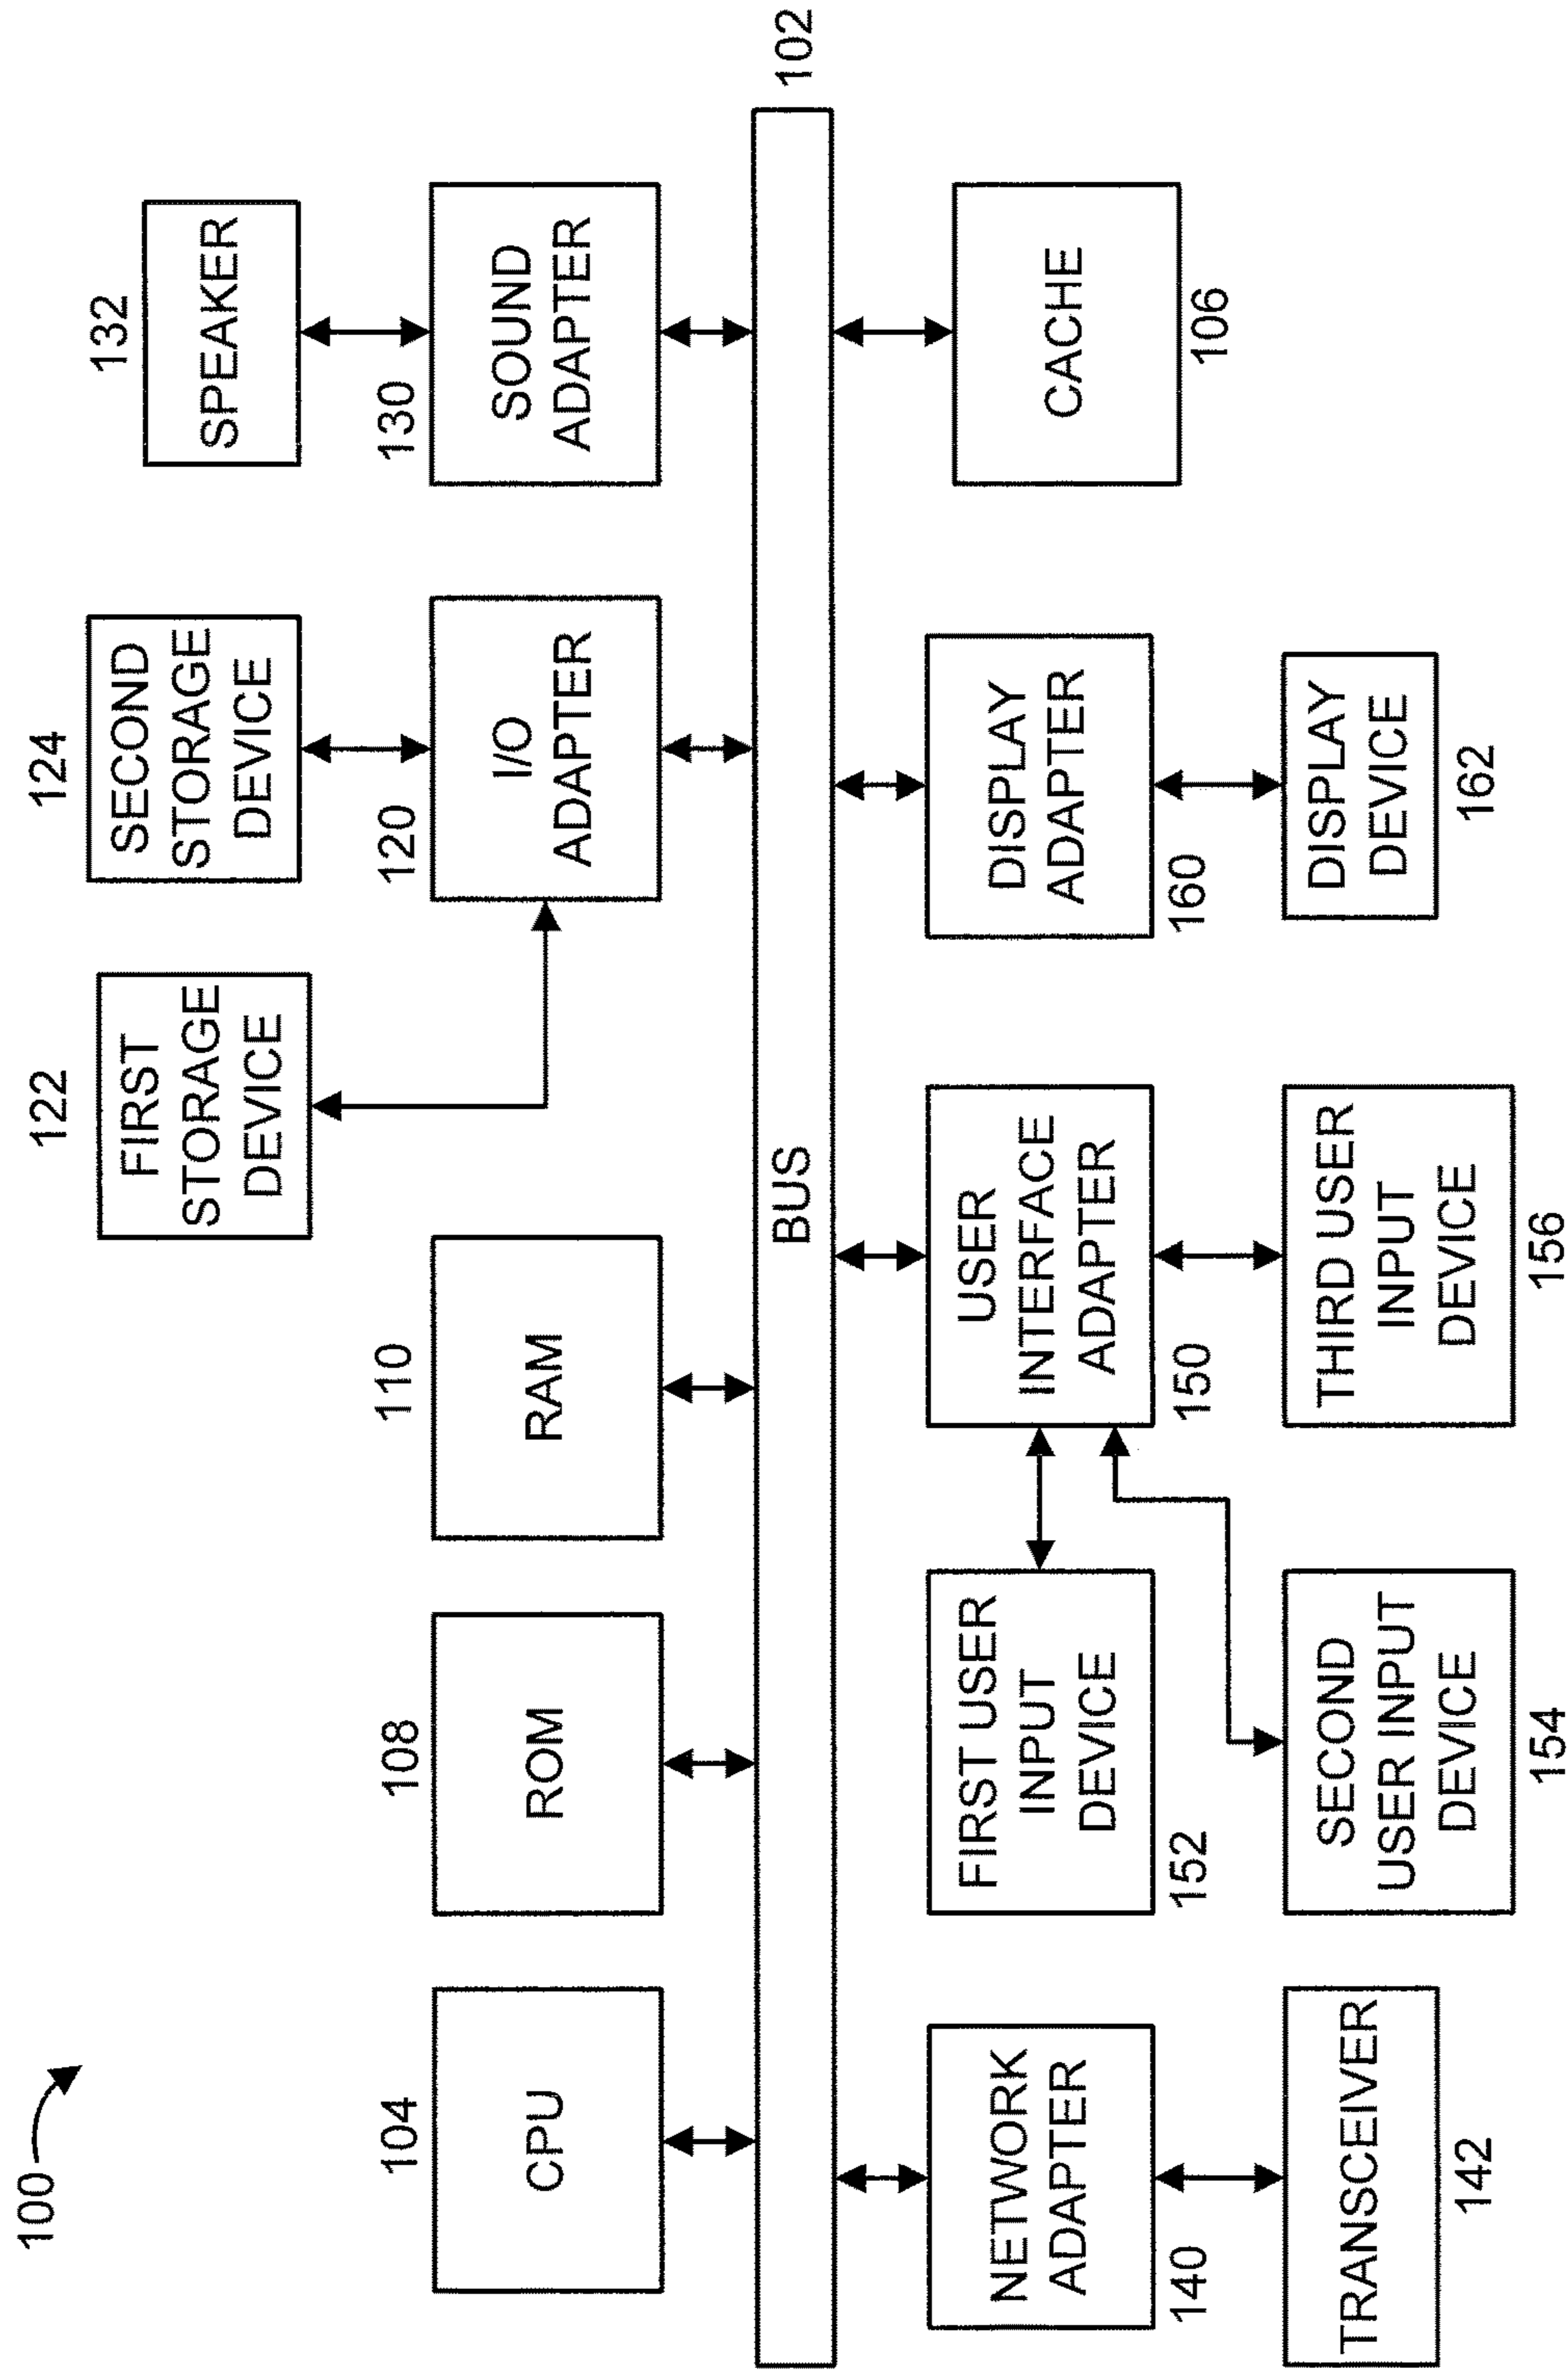 100
104
CPU
108
ROM
110
RAM
122
FIRST
STORAGE
DEVICE
124
SECOND
STORAGE
DEVICE
120
I/O
ADAPTER
132
SPEAKER
130
SOUND
ADAPTER
BUS
102
NETWORK
ADAPTER
140
TRANSCEIVER
142
FIRST USER
INPUT
DEVICE
152
SECOND
USER INPUT
DEVICE
154
USER
INTERFACE
ADAPTER
150
THIRD USER
INPUT
DEVICE
156
DISPLAY
ADAPTER
160
DISPLAY
DEVICE
162
CACHE
106